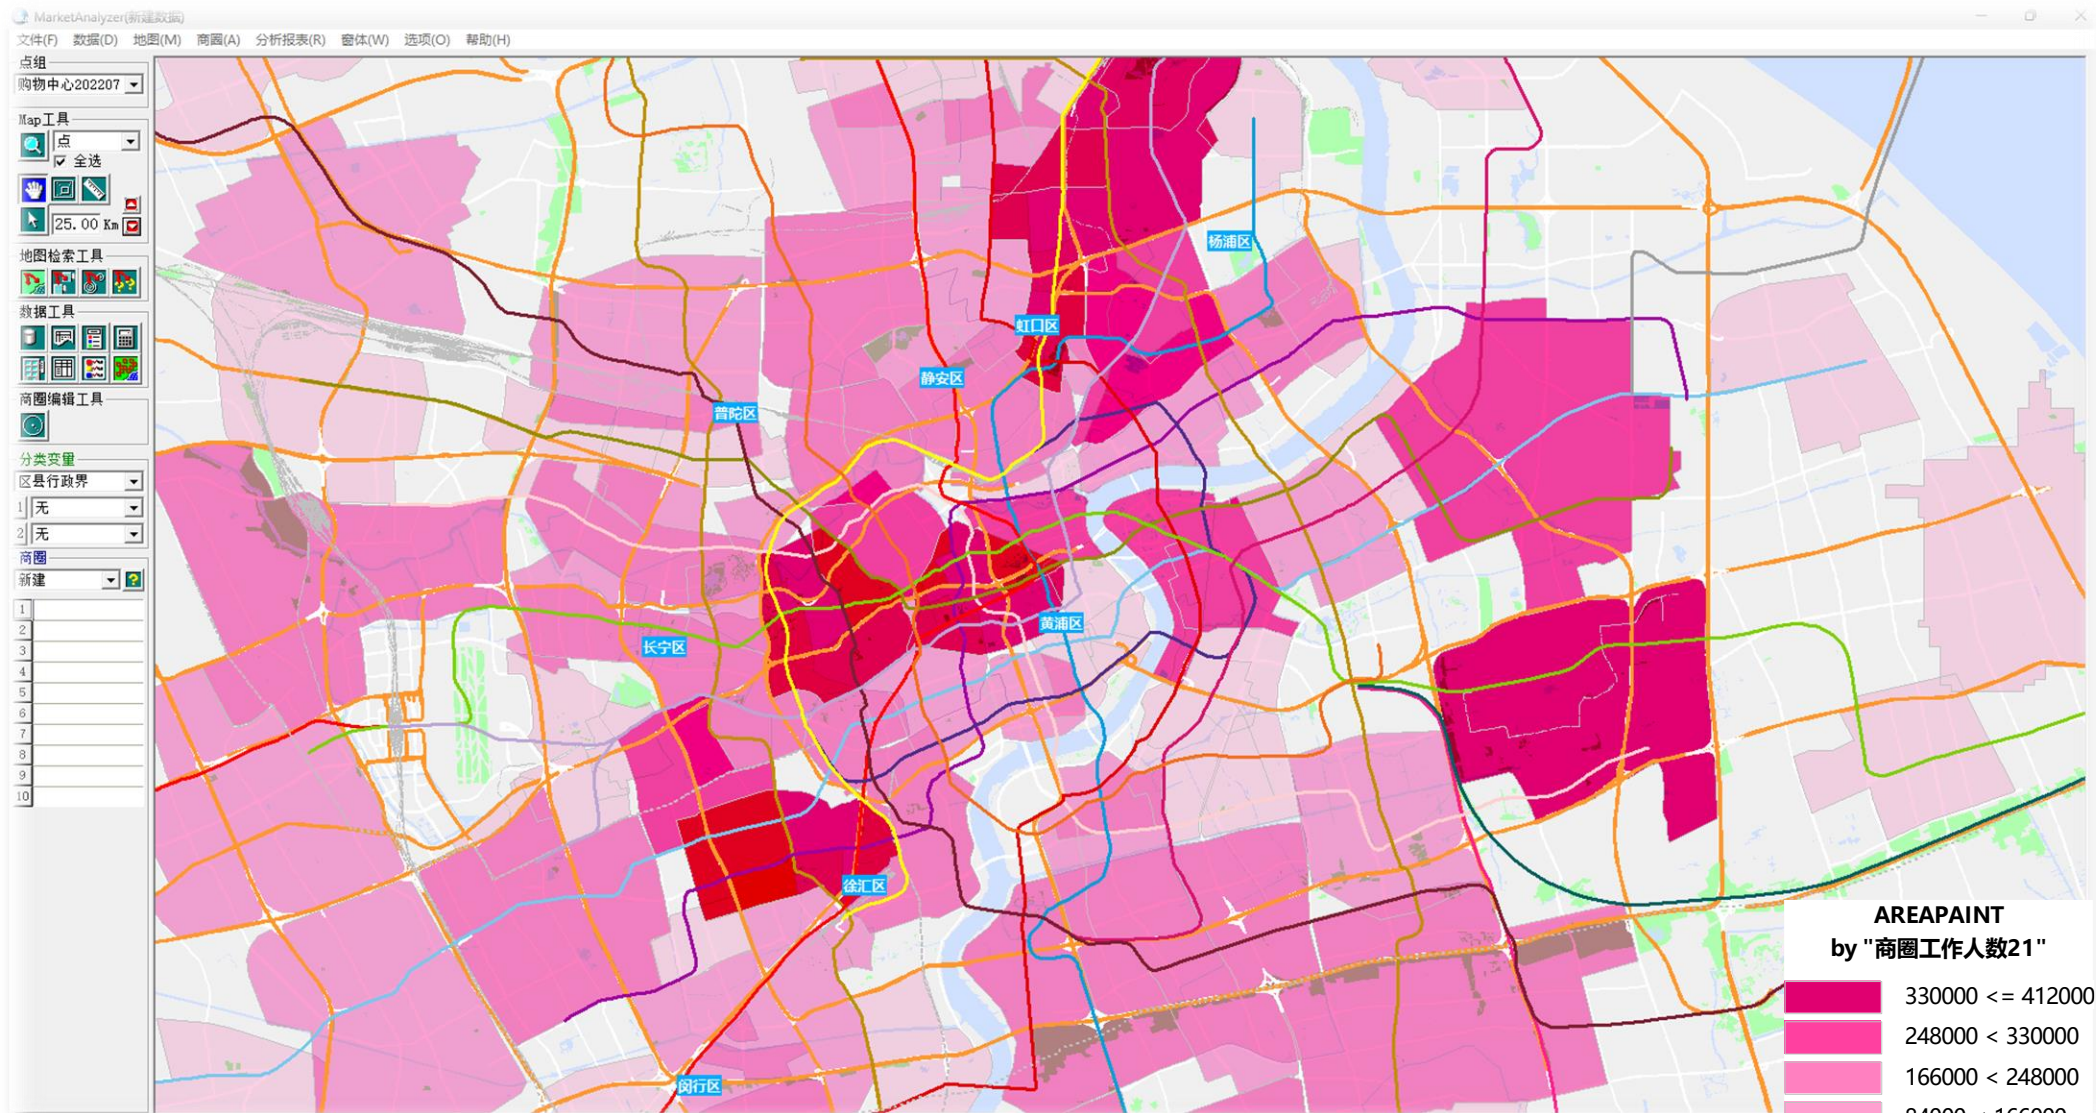 MarketAnalyzer(新建数据)
文件(F) 数据(D) 地图(M) 商圈(A) 分析报表(R) 窗体(W) 选项(O) 帮助(H)
点组
购物中心202207
Map工具
点
全选
25.00 Km
地图检索工具
数据工具
商圈编辑工具
分类变量
区县行政界
1 无
2 无
商圈
新建
1
2
3
4
5
6
7
8
9
10
杨浦区
虹口区
静安区
普陀区
黄浦区
长宁区
徐汇区
闵行区
AREAPAINT
by "商圈工作人数21"
330000 <= 412000
248000 < 330000
166000 < 248000